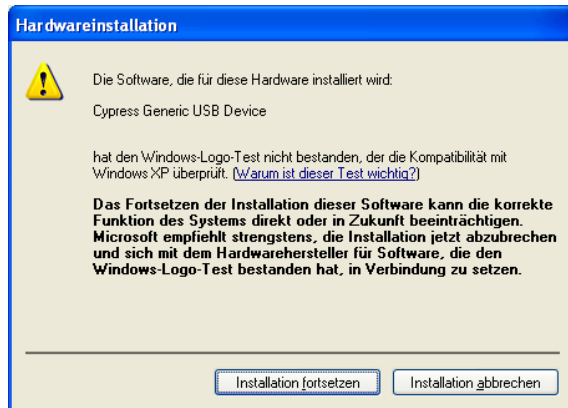 Hardwareinstallation
Die Software, die für diese Hardware installiert wird:
Cypress Generic USB Device
hat den Windows-Logo-Test nicht bestanden, der die Kompatibilität mit
Windows XP überprüft. (Warum ist dieser Test wichtig?)
Das Fortsetzen der Installation dieser Software kann die korrekte
Funktion des Systems direkt oder in Zukunft beeinträchtigen.
Microsoft empfiehlt strengstens, die Installation jetzt abzubrechen
und sich mit dem Hardwarehersteller für Software, die den
Windows-Logo-Test bestanden hat, in Verbindung zu setzen.
Installation fortsetzen
Installation abbrechen